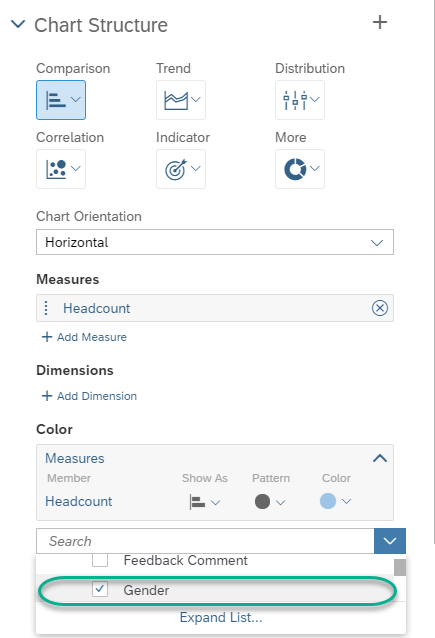 Chart Structure
Comparison Trend Distribution
Correlation Indicator More
Chart Orientation
Horizontal
Measures
Headcount
+ Add Measure
Dimensions
+ Add Dimension
Color
Measures
Member Show As Pattern Color
Headcount
Search
Feedback Comment
Gender
Expand List...